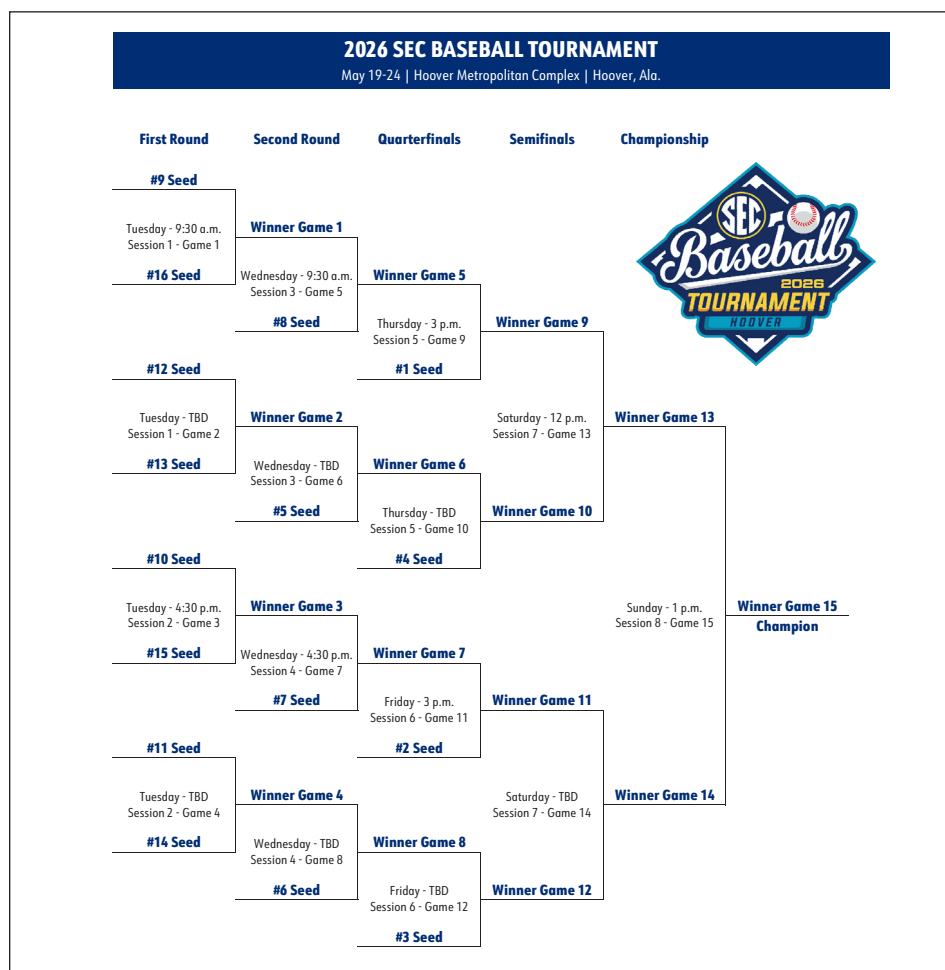 2026 SEC BASEBALL TOURNAMENT
May 19-24 | Hoover Metropolitan Complex | Hoover, Ala.
First Round
Second Round
Quarterfinals
Semifinals
Championship
#9 Seed
Tuesday - 9:30 a.m.
Session 1 - Game 1
#16 Seed
#12 Seed
Tuesday - TBD
Session 1 - Game 2
#13 Seed
#10 Seed
Tuesday - 4:30 p.m.
Session 2 - Game 3
#15 Seed
#11 Seed
Tuesday - TBD
Session 2 - Game 4
#14 Seed
Winner Game 1
Wednesday - 9:30 a.m.
Session 3 - Game 5
#8 Seed
Winner Game 2
Wednesday - TBD
Session 3 - Game 6
#5 Seed
Winner Game 3
Wednesday - 4:30 p.m.
Session 4 - Game 7
#7 Seed
Winner Game 4
Wednesday - TBD
Session 4 - Game 8
#6 Seed
Winner Game 5
Thursday - 3 p.m.
Session 5 - Game 9
#1 Seed
Winner Game 6
Thursday - TBD
Session 5 - Game 10
#4 Seed
Winner Game 7
Friday - 3 p.m.
Session 6 - Game 11
#2 Seed
Winner Game 8
Friday - TBD
Session 6 - Game 12
#3 Seed
Winner Game 9
Saturday - 12 p.m.
Session 7 - Game 13
Winner Game 10
Winner Game 11
Saturday - TBD
Session 7 - Game 14
Winner Game 12
Winner Game 13
Sunday - 1 p.m.
Session 8 - Game 15
Winner Game 14
Winner Game 15
Champion
SEC
Baseball
2026
TOURNAMENT
HOOVER